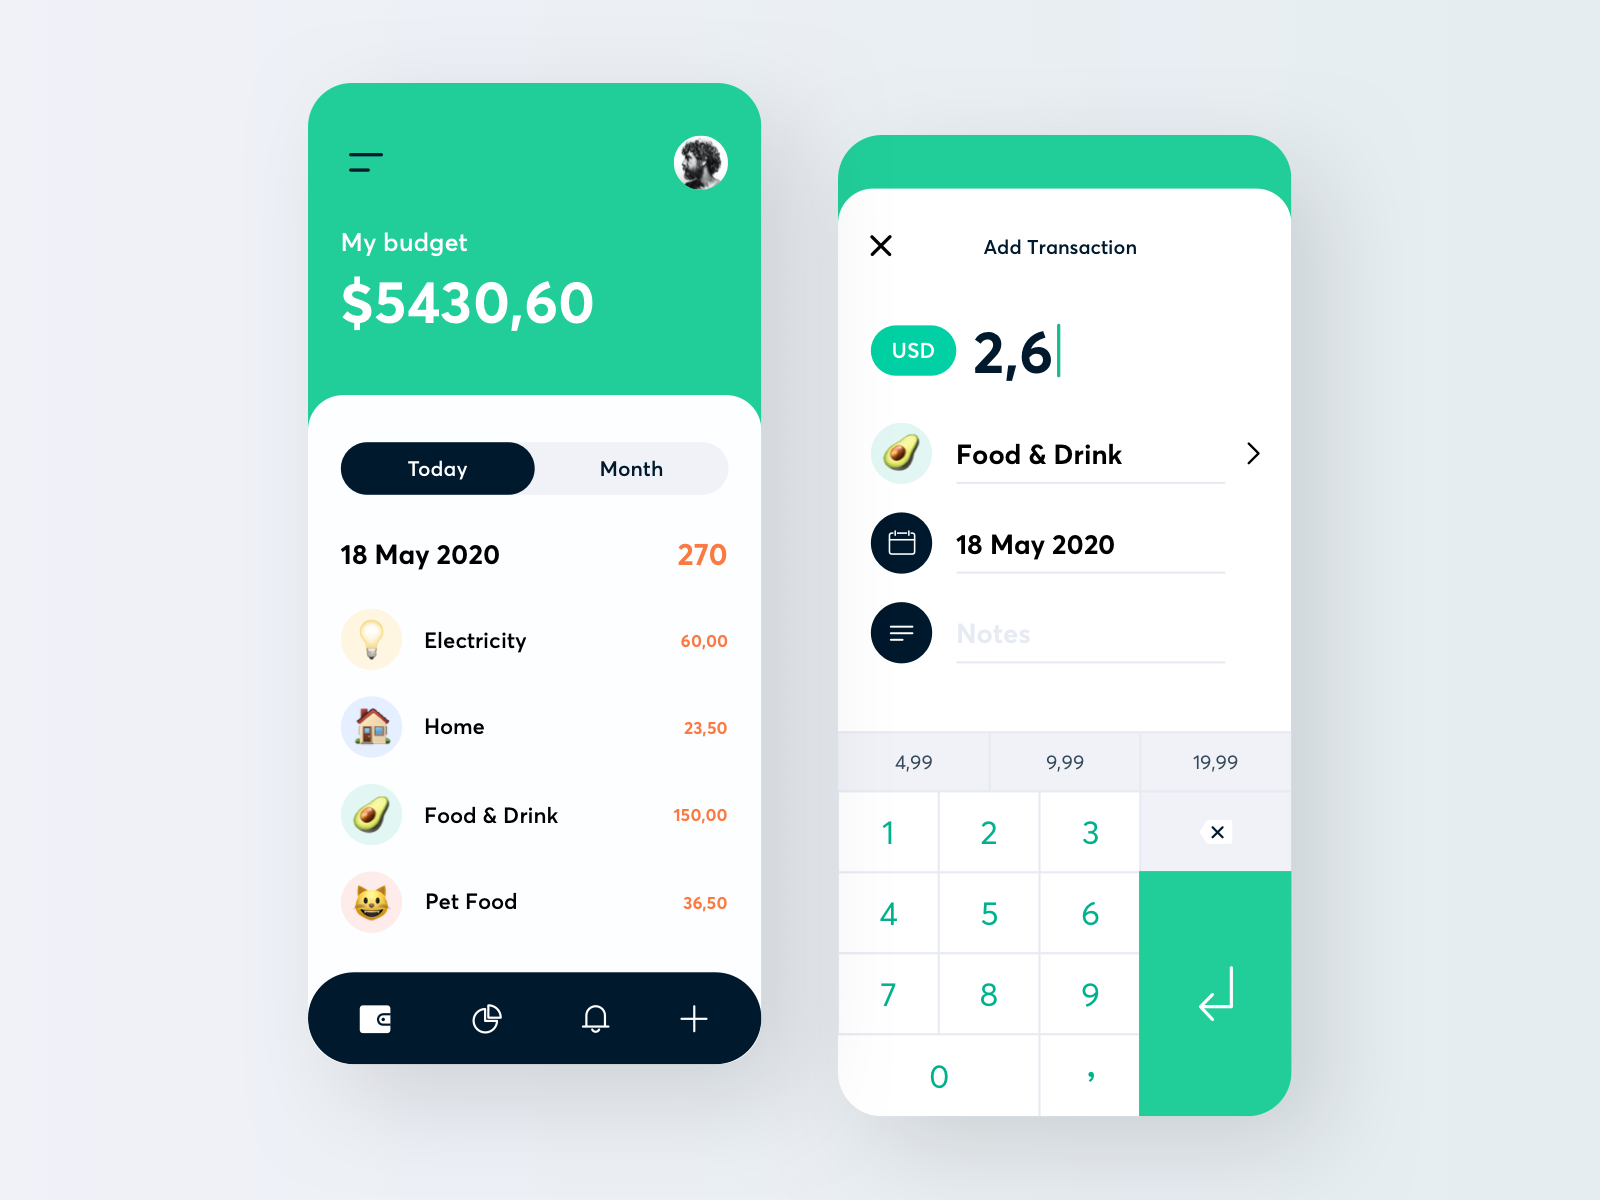 My budget
$5430,60
Today
Month
18 May 2020
270
Electricity
60,00
Home
23,50
Food & Drink
150,00
Pet Food
36,50
Add Transaction
USD
2,6
Food & Drink
18 May 2020
Notes
4,99
9,99
19,99
1
2
3
4
5
6
7
8
9
0
,